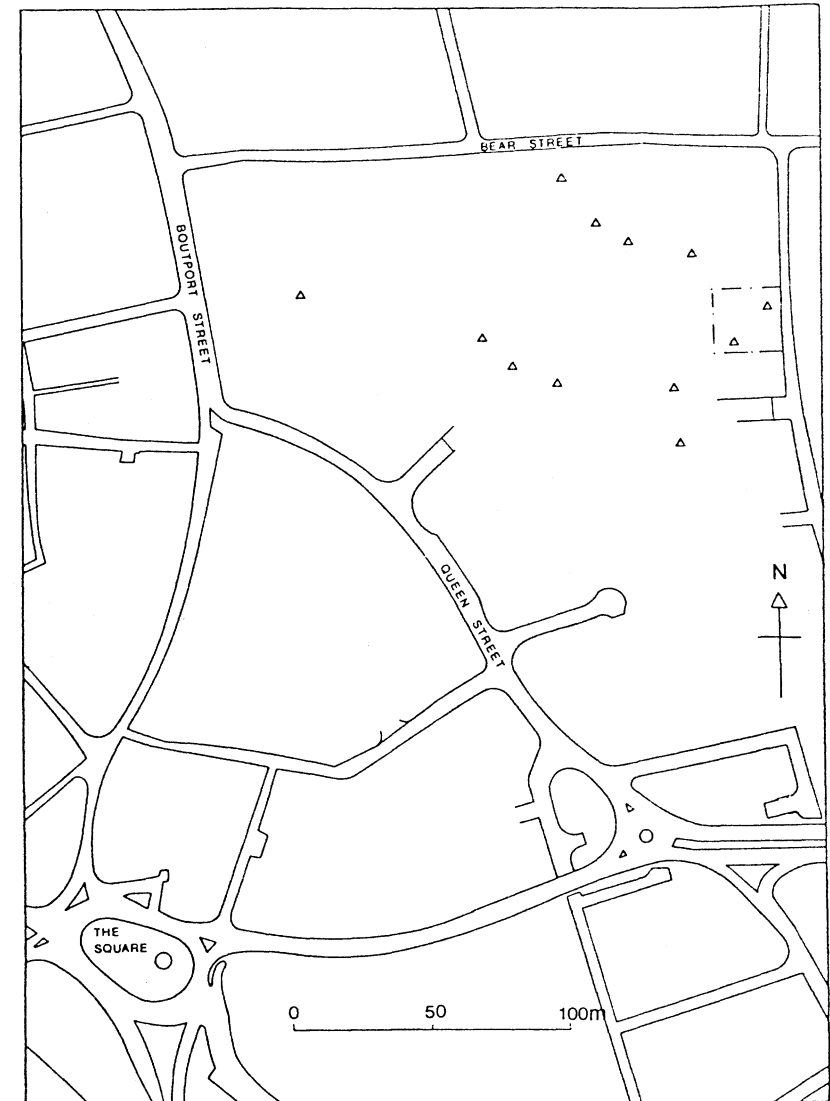 BEAR STREET
BOUTPORT STREET
QUEEN STREET
N
THE
SQUARE
0 50 100m